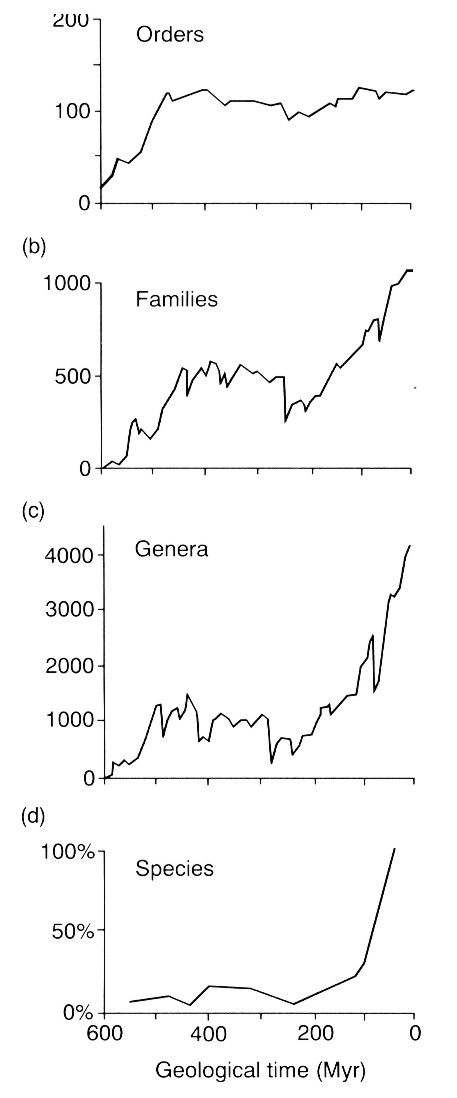 200
Orders
100
0
(b)
1000
Families
500
0
(c)
Genera
4000
3000
2000
1000
0
(d)
100%
Species
50%
0%
600 400 200 0
Geological time (Myr)